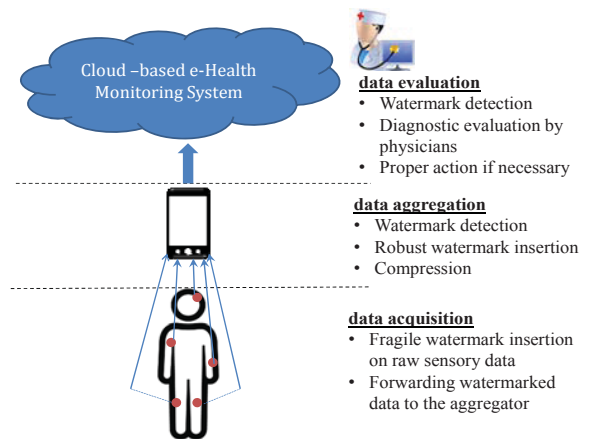 Cloud –based e-Health
Monitoring System
data evaluation
• Watermark detection
• Diagnostic evaluation by
physicians
• Proper action if necessary
data aggregation
• Watermark detection
• Robust watermark insertion
• Compression
data acquisition
• Fragile watermark insertion
on raw sensory data
• Forwarding watermarked
data to the aggregator